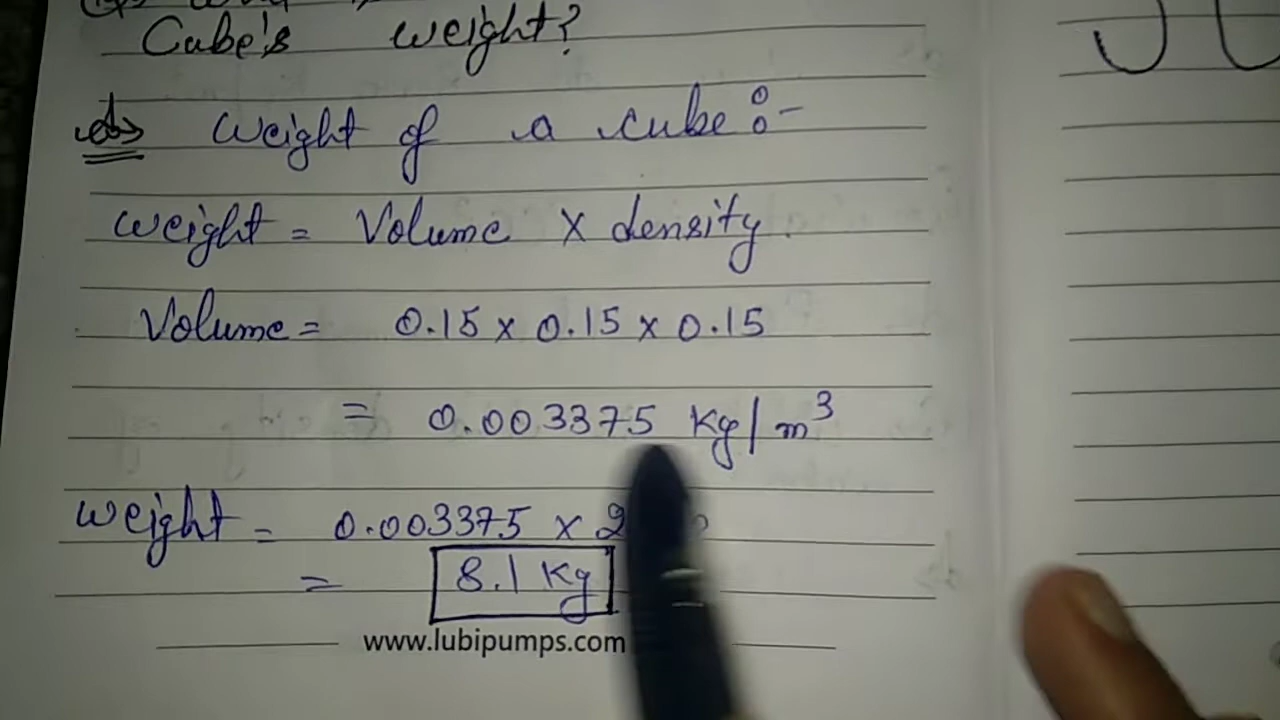 Cube's weight?
Weight of a cube :-
Weight = Volume x density.
Volume = 0.15 x 0.15 x 0.15
= 0.003375 Kg/m³
Weight = 0.003375 x
= 8.1 Kg
www.lubipumps.com